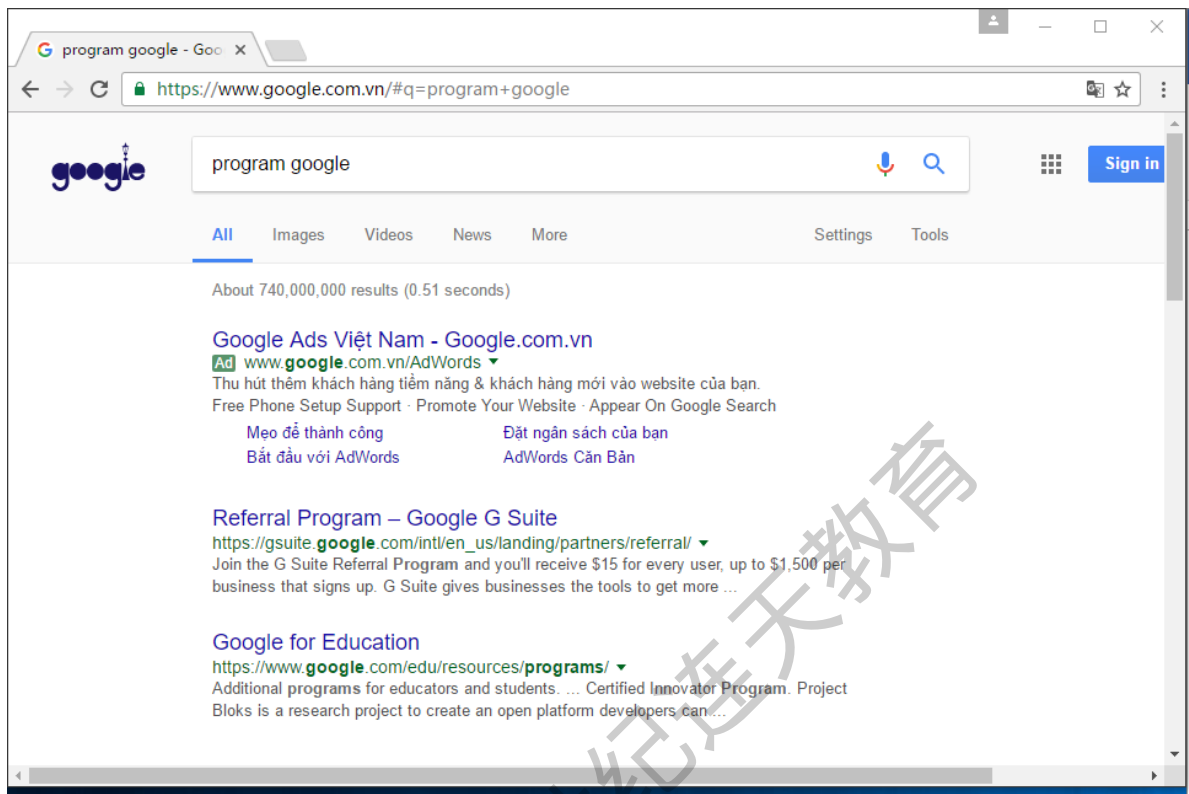 program google - Goo
https://www.google.com.vn/#q=program+google
google
program google
Sign in
All Images Videos News More Settings Tools
About 740,000,000 results (0.51 seconds)
Google Ads Việt Nam - Google.com.vn
Ad www.google.com.vn/AdWords
Thu hút thêm khách hàng tiềm năng & khách hàng mới vào website của bạn.
Free Phone Setup Support · Promote Your Website · Appear On Google Search
Mẹo để thành công Đặt ngân sách của bạn
Bắt đầu với AdWords AdWords Căn Bản
Referral Program – Google G Suite
https://gsuite.google.com/intl/en_us/landing/partners/referral/
Join the G Suite Referral Program and you'll receive $15 for every user, up to $1,500 per
business that signs up. G Suite gives businesses the tools to get more ...
Google for Education
https://www.google.com/edu/resources/programs/
Additional programs for educators and students. ... Certified Innovator Program. Project
Bloks is a research project to create an open platform developers can ...
纪连天教育